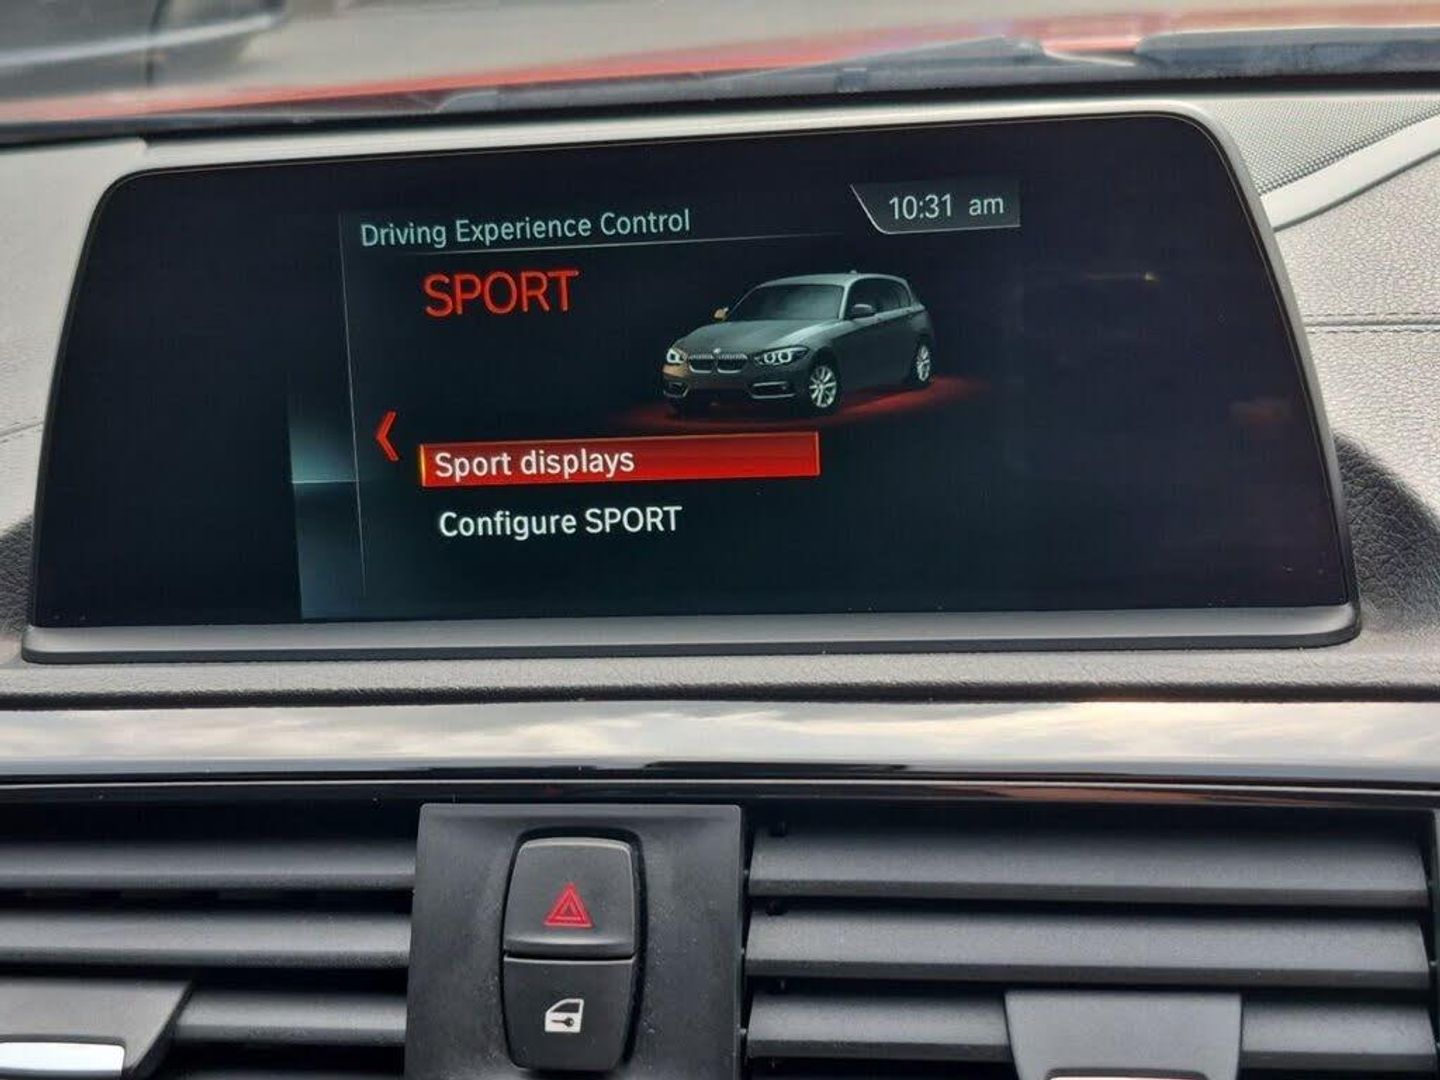 Driving Experience Control
10:31 am
SPORT
Sport displays
Configure SPORT